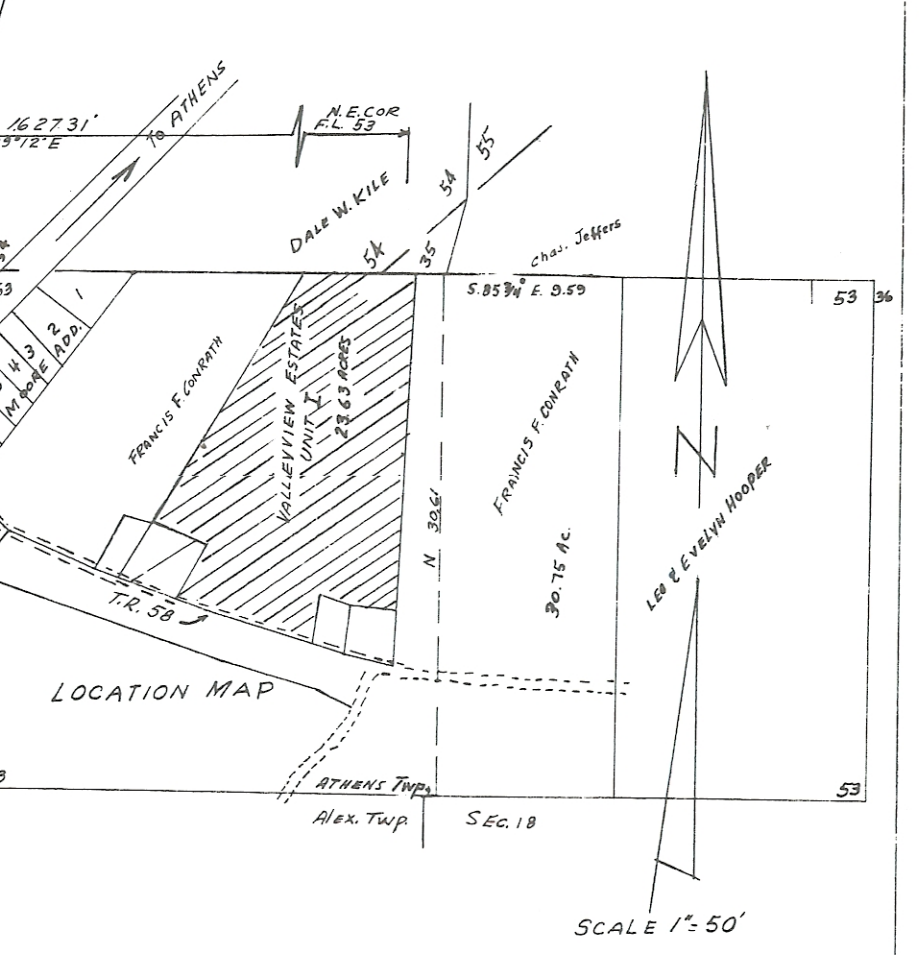 1627.31'
9°12' E
TO ATHENS
N.E. COR
F.L. 53
DALE W. KILE
54
55
54
35
Chas. Jeffers
S. 85 3/4° E. 9.59
53
36
53
1
2
3
4
MOORE ADD.
FRANCIS F. CONRATH
VALLEYVIEW ESTATES
UNIT I
23.63 ACRES
N 30.61
FRANCIS F. CONRATH
30.75 AC.
LEO & EVELYN HOOPER
N
T.R. 58
LOCATION MAP
ATHENS TWP.
Alex. TWP.
SEC. 18
53
SCALE 1"= 50'